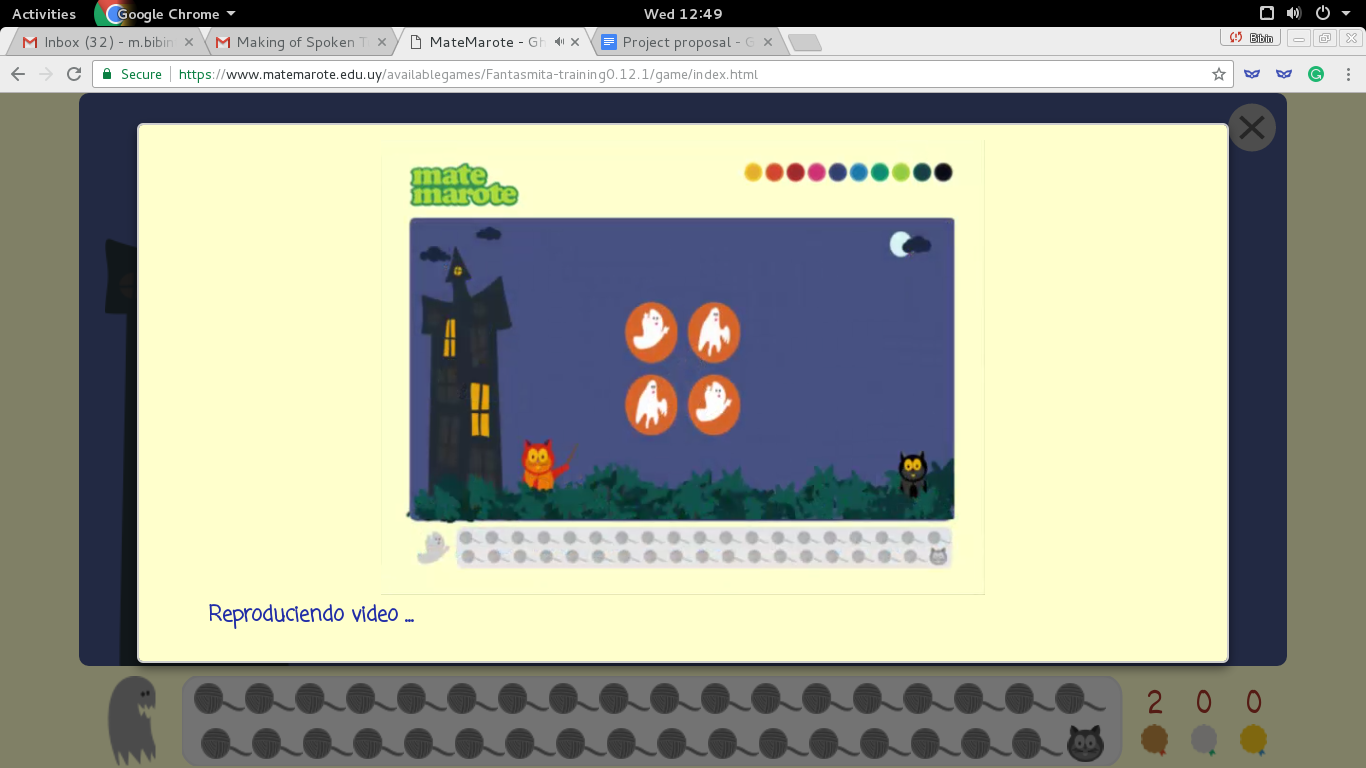 Activities
Google Chrome
Wed 12:49
Inbox (32) - m.bibin
Making of Spoken T
MateMarote - Gh
Project proposal - G
Bibin
Secure
https://www.matemarote.edu.uy/availablegames/Fantasmita-training0.12.1/game/index.html
mate
marote
Reproduciendo video ...
2 0 0